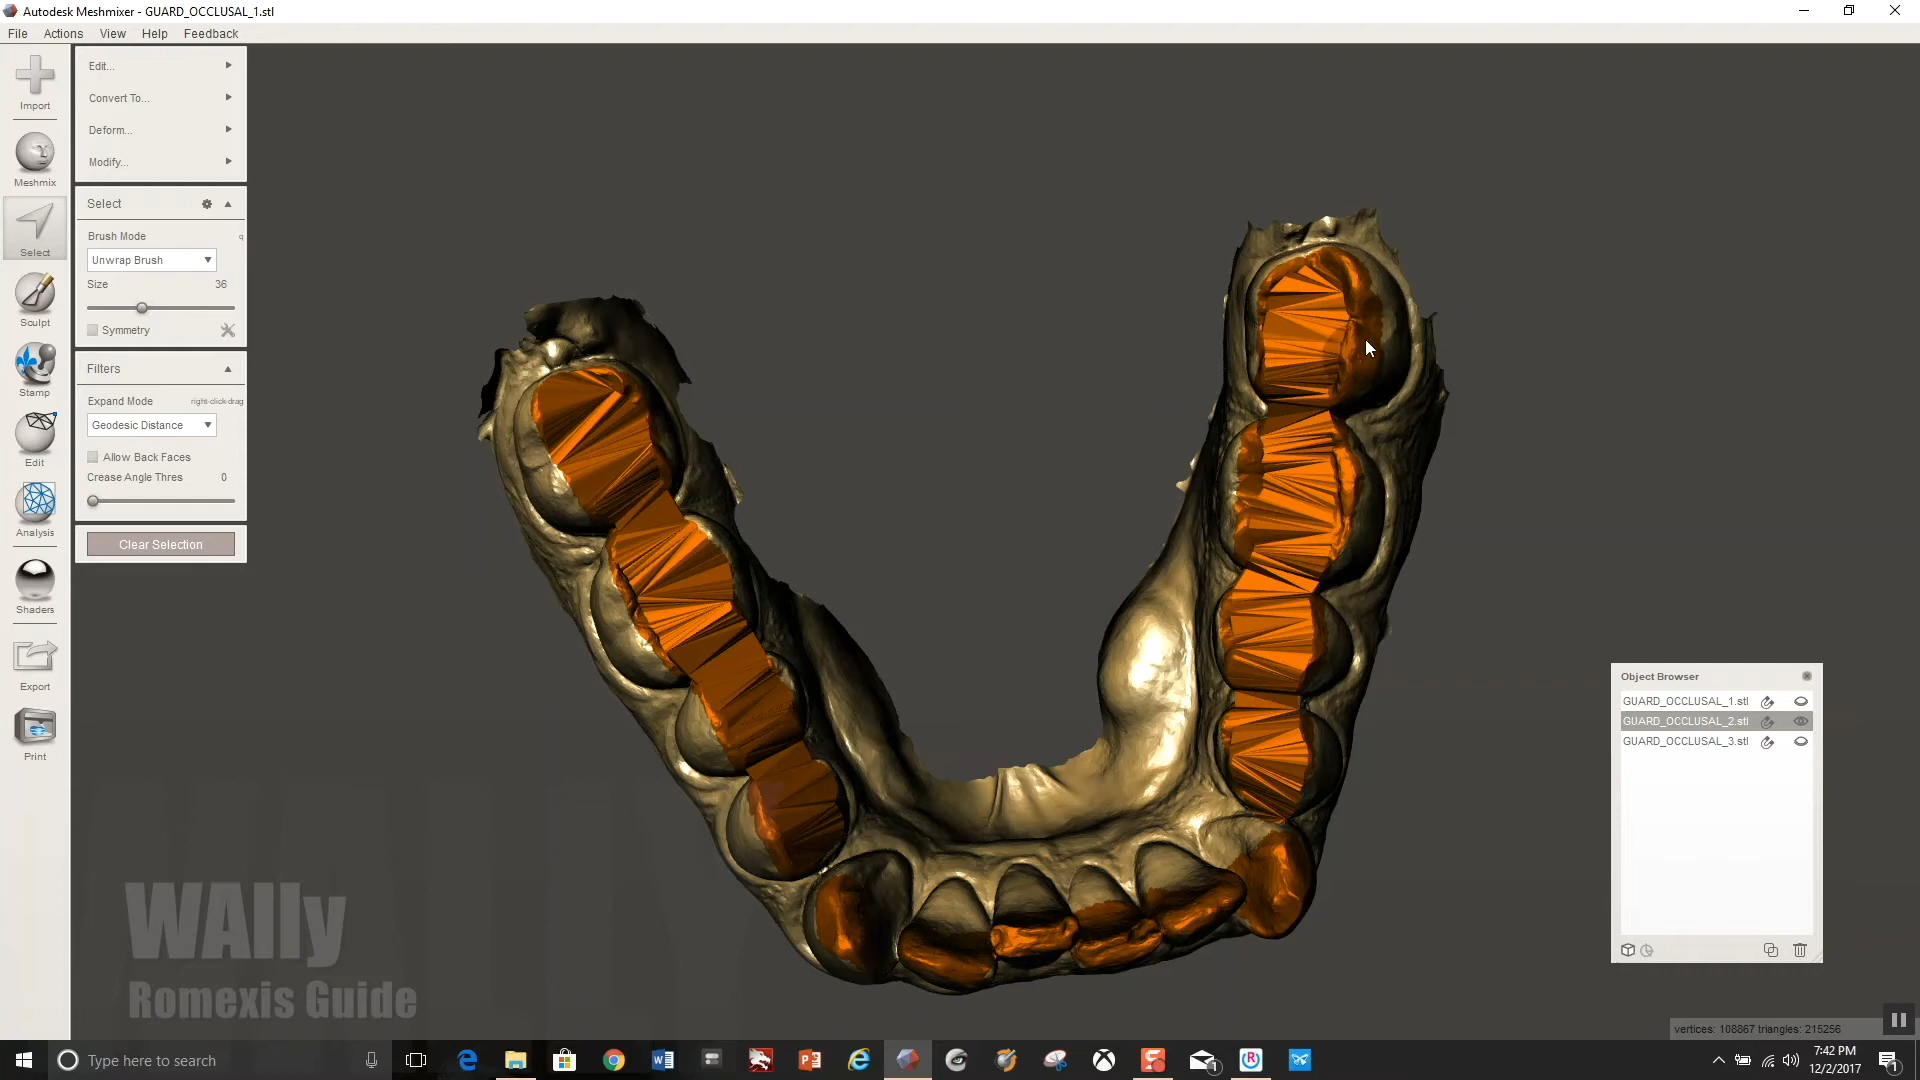 Autodesk Meshmixer - GUARD_OCCLUSAL_1.stl
File Actions View Help Feedback
Import
Meshmix
Select
Sculpt
Stamp
Edit
Analysis
Shaders
Export
Print
Edit...
Convert To...
Deform...
Modify...
Select
Brush Mode q
Unwrap Brush
Size 36
Symmetry
Filters
Expand Mode right-click-drag
Geodesic Distance
Allow Back Faces
Crease Angle Thres 0
Clear Selection
Object Browser
GUARD_OCCLUSAL_1.stl
GUARD_OCCLUSAL_2.stl
GUARD_OCCLUSAL_3.stl
WAlly
Romexis Guide
vertices: 108867 triangles: 215256
Type here to search
7:42 PM
12/2/2017